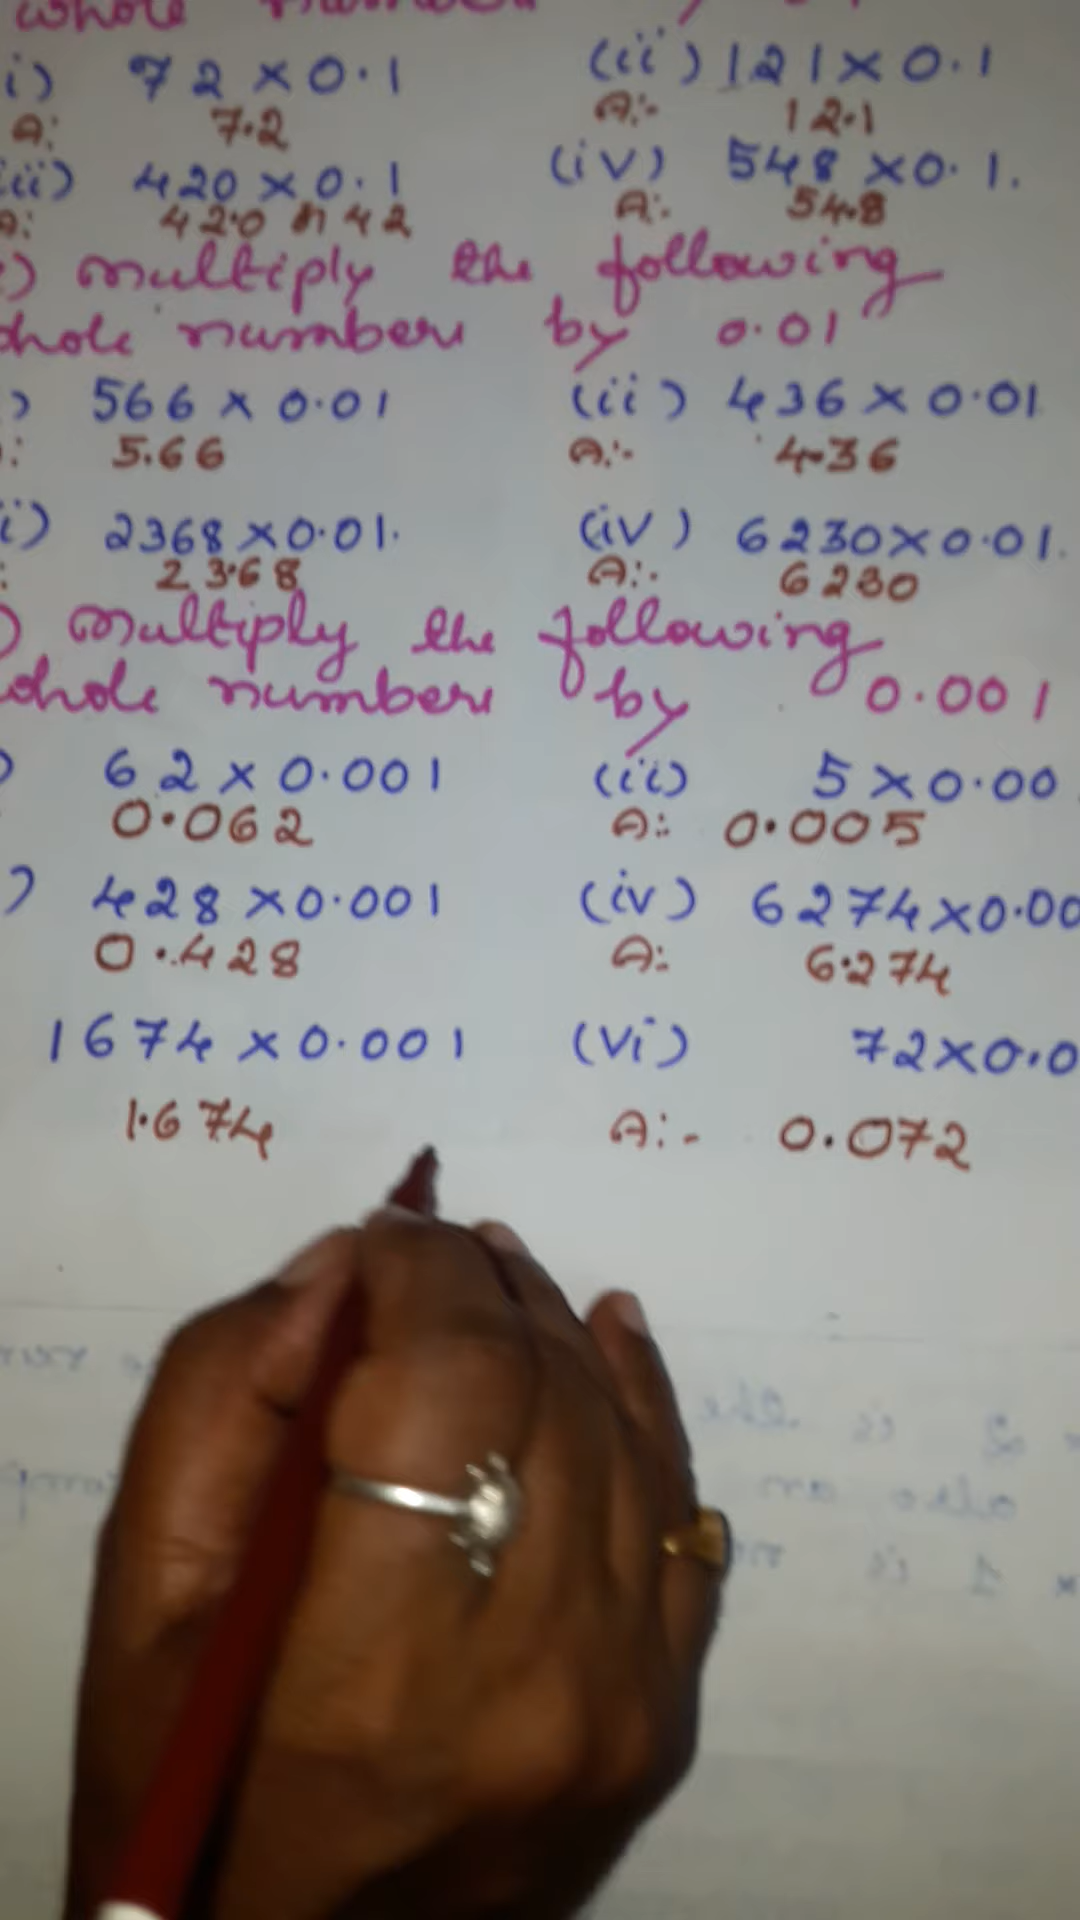 whole
i) 72 × 0.1 (ii) 121 × 0.1
A: 7.2 A:- 12.1
iii) 420 × 0.1 (iv) 548 × 0.1.
A: 42.0 42 A:. 54.8
) multiply the following
whole numbers by 0.01
) 566 × 0.01 (ii) 436 × 0.01
: 5.66 A:- 4.36
i) 2368 × 0.01. (iv) 6230 × 0.01.
: 23.68 A:. 6230
) multiply the following
whole numbers by 0.001
) 62 × 0.001 (ii) 5 × 0.00
0.062 A: 0.005
) 428 × 0.001 (iv) 6274 × 0.00
0.428 A: 6.274
1674 × 0.001 (vi) 72 × 0.0
1.674 A:- 0.072